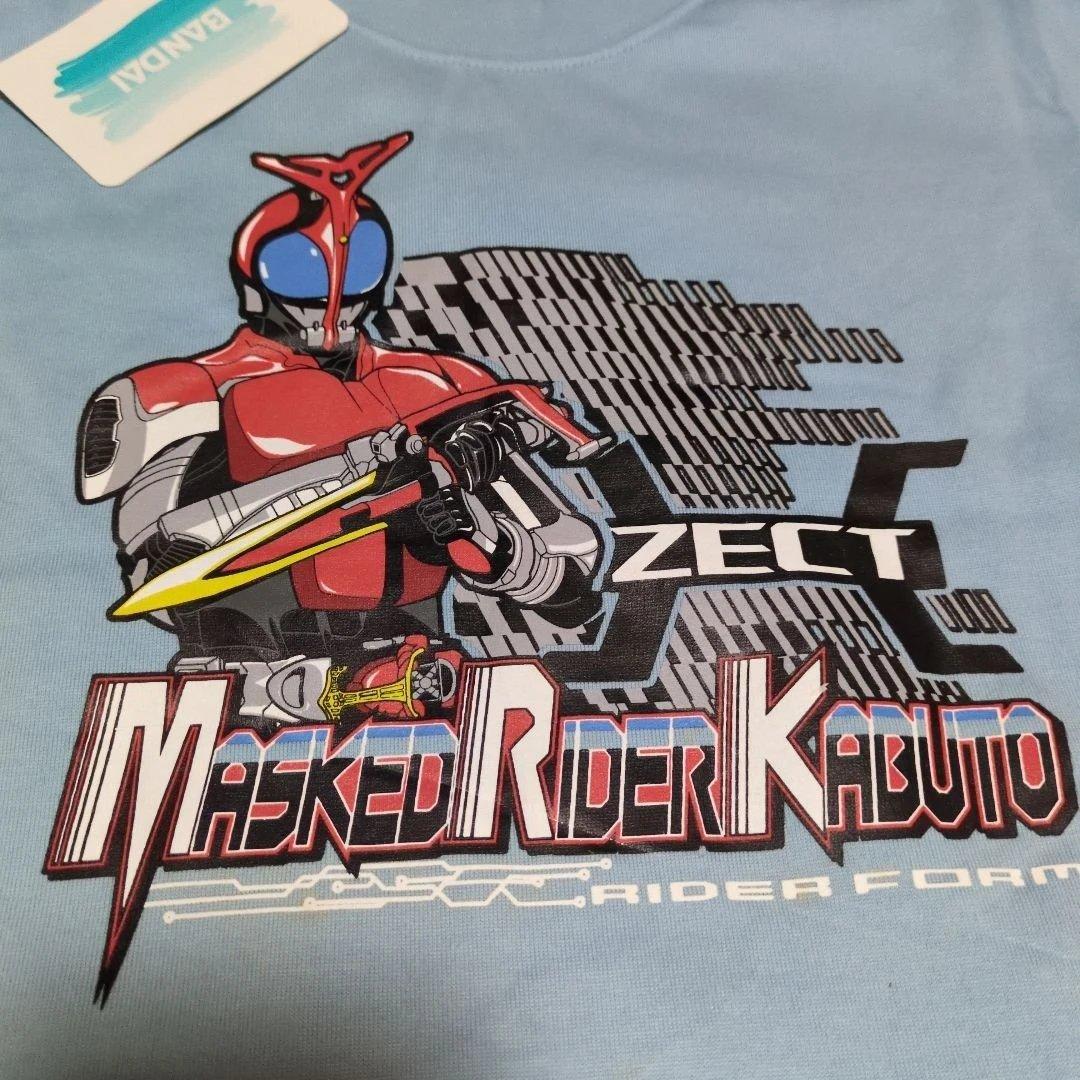 BANDAI
ZECT
MASKED RIDER KABUTO
RIDER FORM